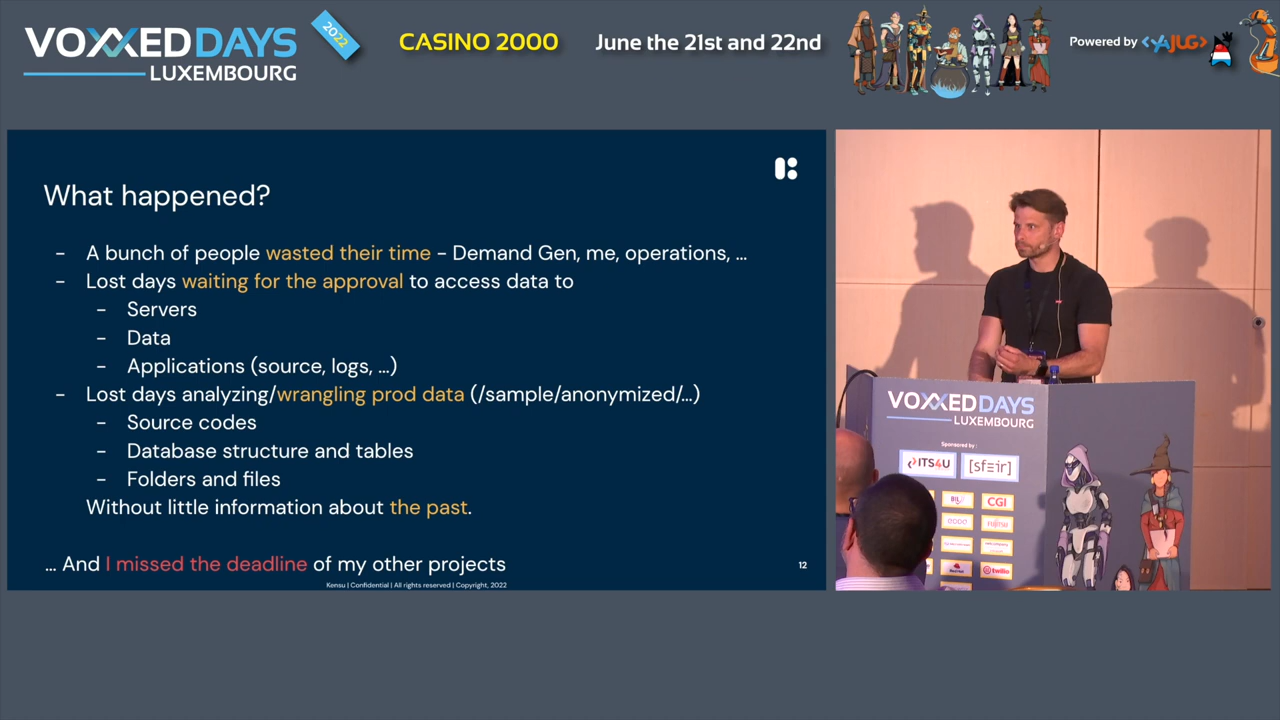 VOXXED DAYS
LUXEMBOURG
2022
CASINO 2000
June the 21st and 22nd
Powered by <YAJUG>
What happened?
- A bunch of people wasted their time - Demand Gen, me, operations, ...
- Lost days waiting for the approval to access data to
- Servers
- Data
- Applications (source, logs, ...)
- Lost days analyzing/wrangling prod data (/sample/anonymized/...)
- Source codes
- Database structure and tables
- Folders and files
Without little information about the past.
... And I missed the deadline of my other projects
Kensu | Confidential | All rights reserved | Copyright, 2022
12
VOXXED DAYS
LUXEMBOURG
Sponsored by :
ITS4U
[sfeir]
BIL
CGI
fujitsu
twilio